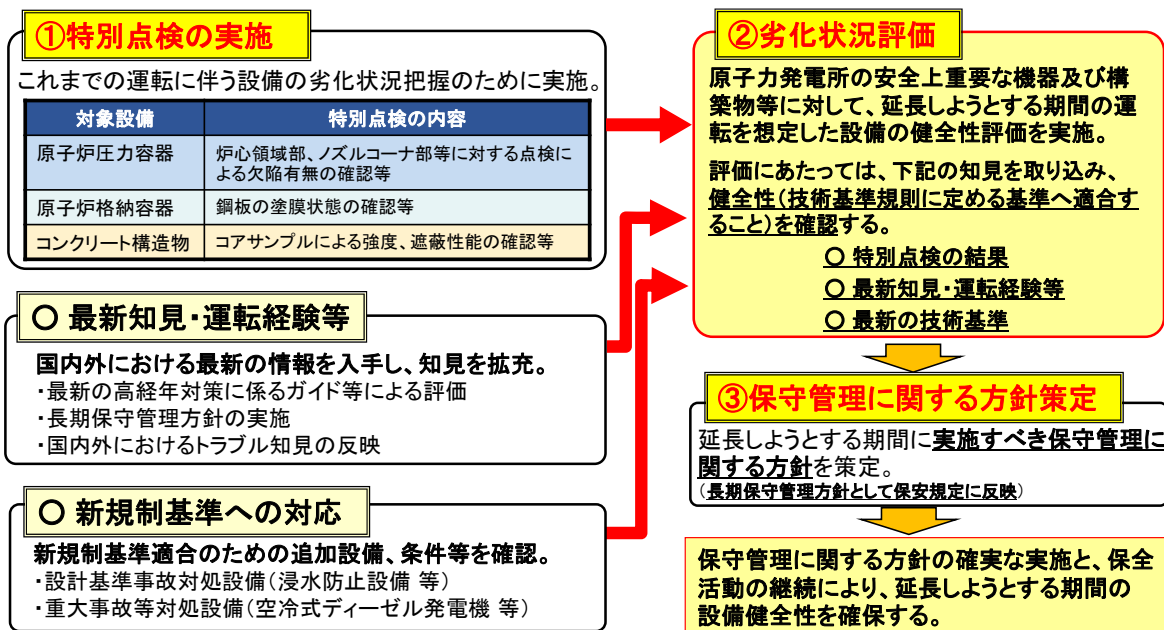 ①特別点検の実施
これまでの運転に伴う設備の劣化状況把握のために実施。
対象設備 特別点検の内容
原子炉圧力容器 炉心領域部、ノズルコーナ部等に対する点検に
よる欠陥有無の確認等
原子炉格納容器 鋼板の塗膜状態の確認等
コンクリート構造物 コアサンプルによる強度、遮蔽性能の確認等
○ 最新知見・運転経験等
国内外における最新の情報を入手し、知見を拡充。
・最新の高経年対策に係るガイド等による評価
・長期保守管理方針の実施
・国内外におけるトラブル知見の反映
○ 新規制基準への対応
新規制基準適合のための追加設備、条件等を確認。
・設計基準事故対処設備(浸水防止設備 等)
・重大事故等対処設備(空冷式ディーゼル発電機 等)
②劣化状況評価
原子力発電所の安全上重要な機器及び構
築物等に対して、延長しようとする期間の運
転を想定した設備の健全性評価を実施。
評価にあたっては、下記の知見を取り込み、
健全性(技術基準規則に定める基準へ適合す
ること)を確認する。
○ 特別点検の結果
○ 最新知見・運転経験等
○ 最新の技術基準
③保守管理に関する方針策定
延長しようとする期間に実施すべき保守管理に
関する方針を策定。
(長期保守管理方針として保安規定に反映)
保守管理に関する方針の確実な実施と、保全
活動の継続により、延長しようとする期間の
設備健全性を確保する。